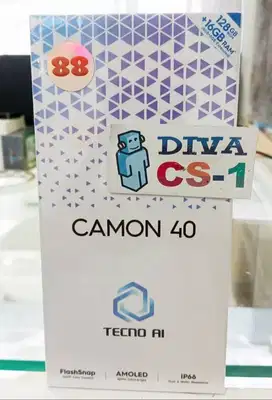 128GB
+16GB RAM*
88
DIVA
CS-1
CAMON 40
TECNO AI
FlashSnap
AMOLED
iP66